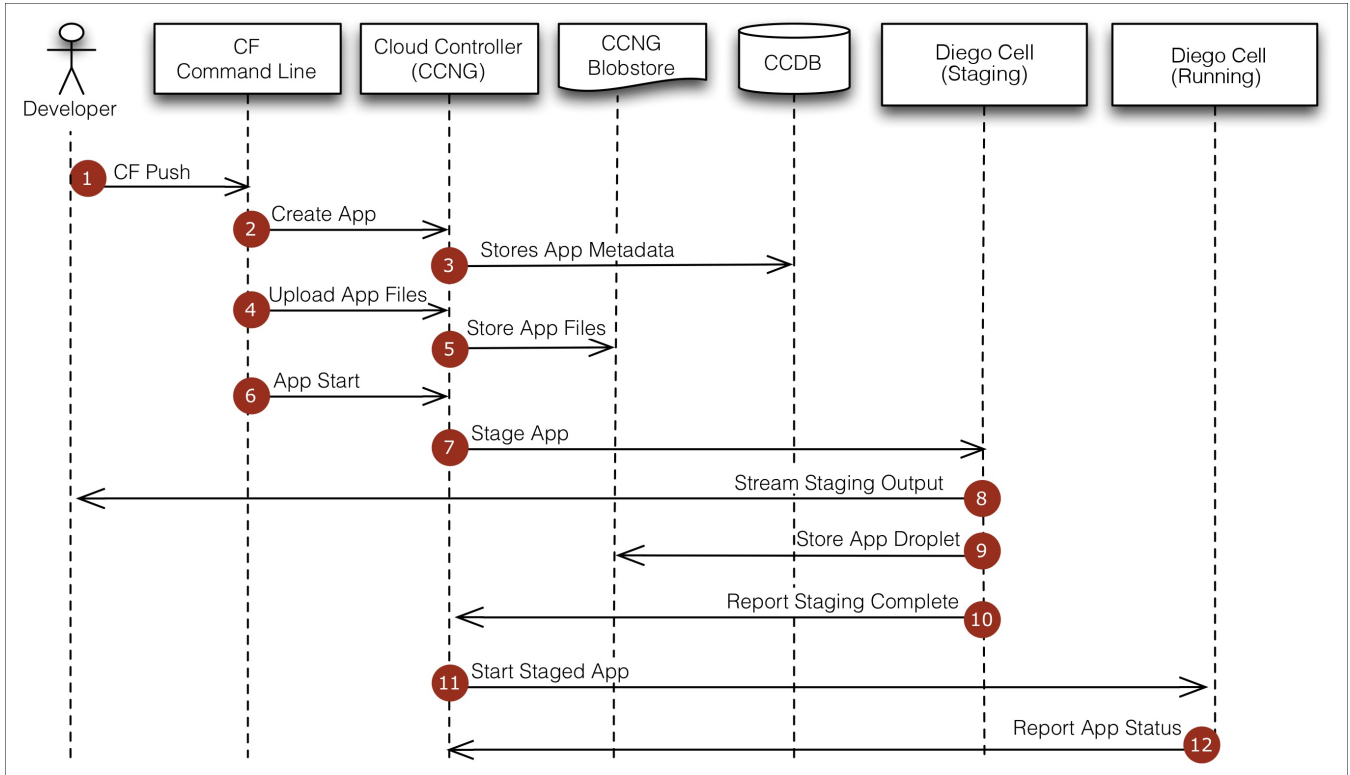 Developer
CF
Command Line
Cloud Controller
(CCNG)
CCNG
Blobstore
CCDB
Diego Cell
(Staging)
Diego Cell
(Running)
1 CF Push
2 Create App
3 Stores App Metadata
4 Upload App Files
5 Store App Files
6 App Start
7 Stage App
Stream Staging Output 8
Store App Droplet 9
Report Staging Complete 10
11 Start Staged App
Report App Status 12